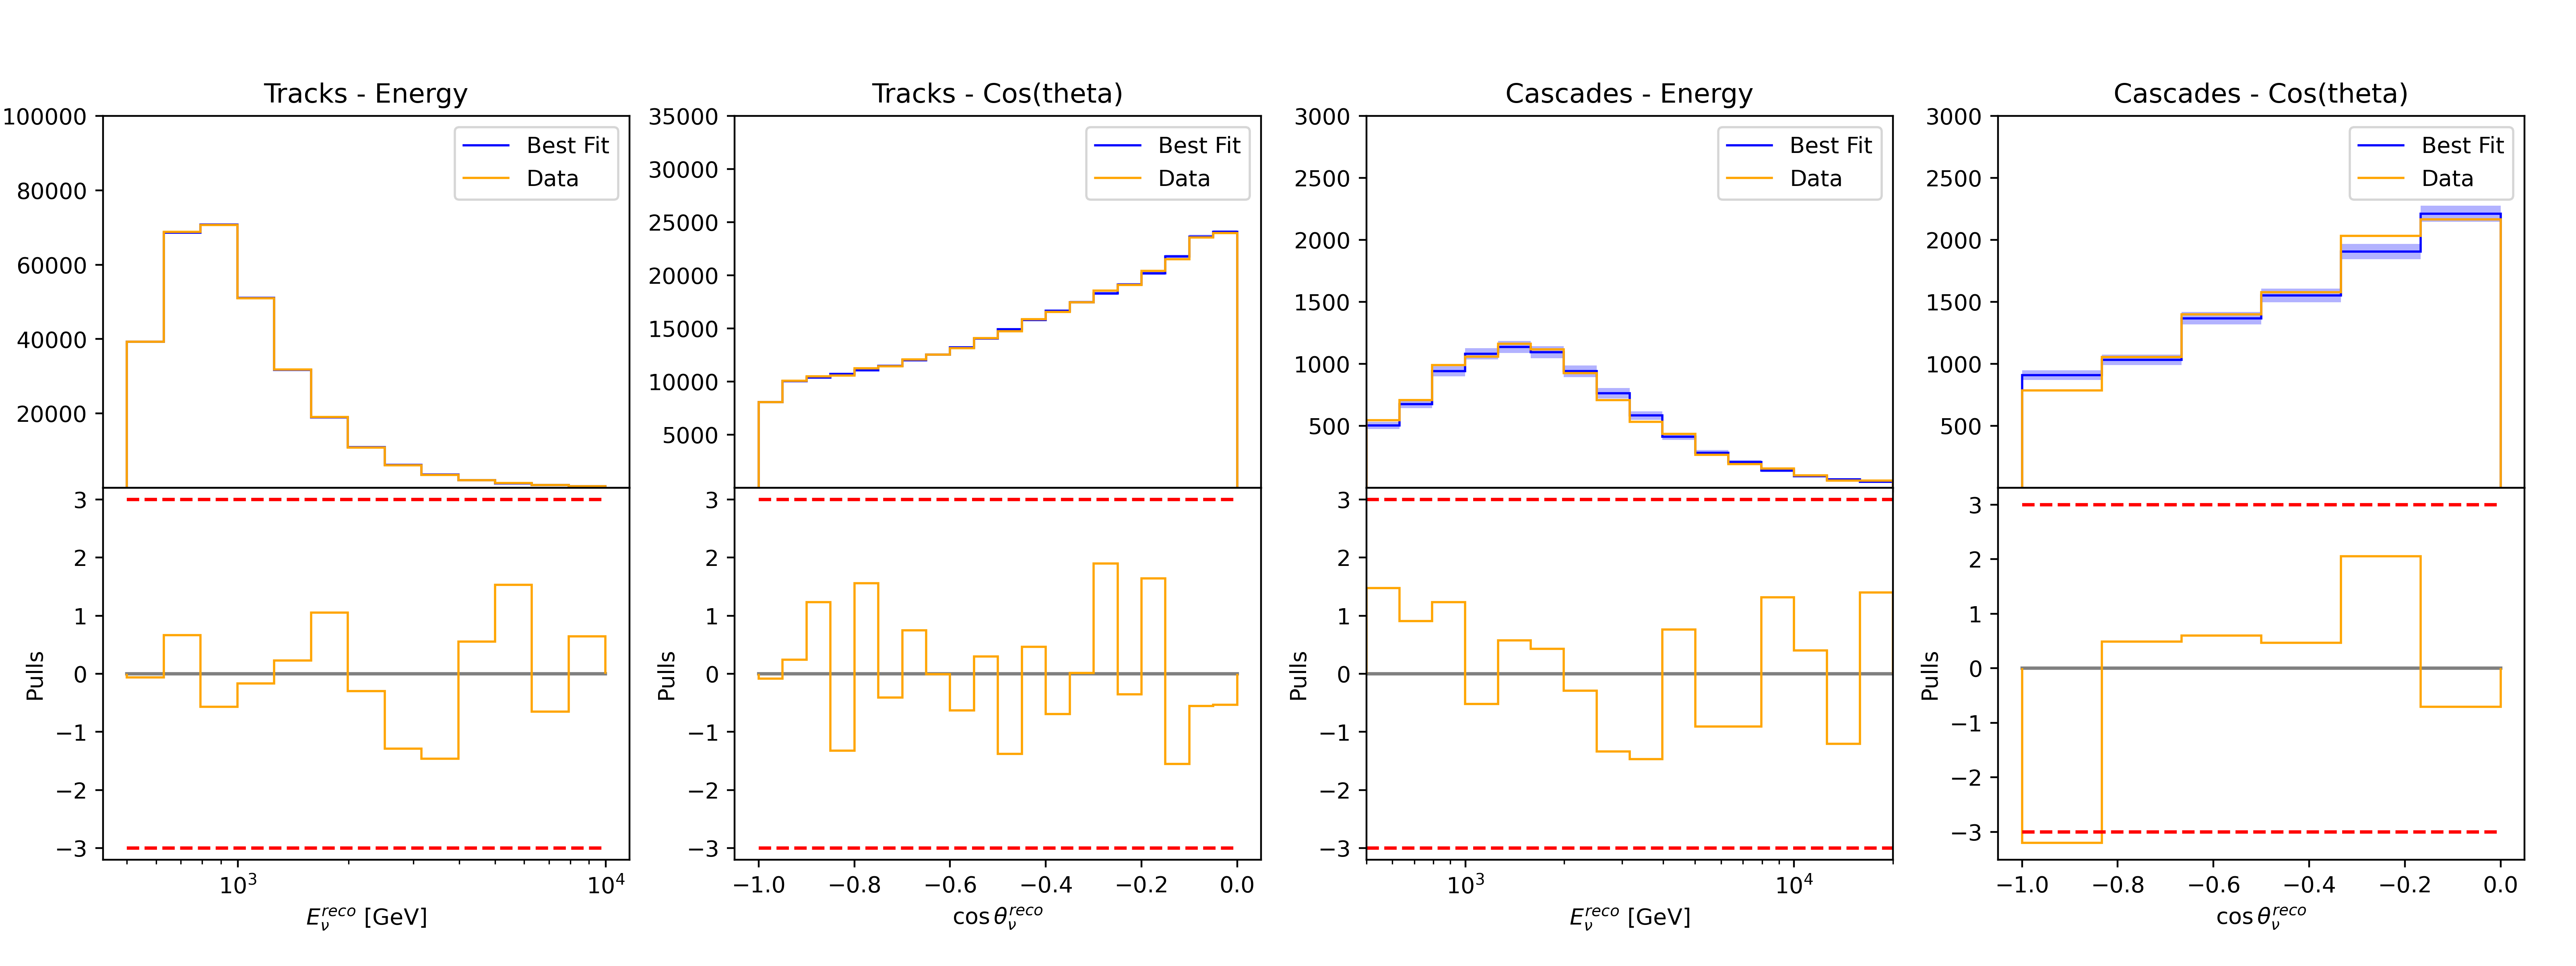 Tracks - Energy
100000
80000
60000
40000
20000
Best Fit
Data
3
2
1
0
−1
−2
−3
Pulls
10³
10⁴
E_ν^reco [GeV]
Tracks - Cos(theta)
35000
30000
25000
20000
15000
10000
5000
Best Fit
Data
3
2
1
0
−1
−2
−3
Pulls
−1.0 −0.8 −0.6 −0.4 −0.2 0.0
cos θ_ν^reco
Cascades - Energy
3000
2500
2000
1500
1000
500
Best Fit
Data
3
2
1
0
−1
−2
−3
Pulls
10³
10⁴
E_ν^reco [GeV]
Cascades - Cos(theta)
3000
2500
2000
1500
1000
500
Best Fit
Data
3
2
1
0
−1
−2
−3
Pulls
−1.0 −0.8 −0.6 −0.4 −0.2 0.0
cos θ_ν^reco